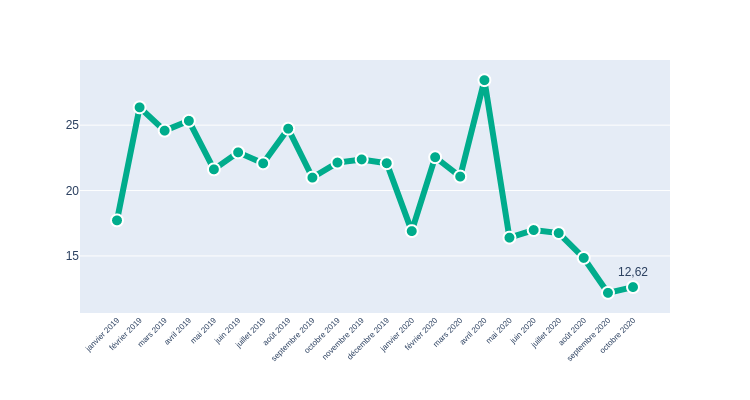 25
20
15
12,62
janvier 2019
février 2019
mars 2019
avril 2019
mai 2019
juin 2019
juillet 2019
août 2019
septembre 2019
octobre 2019
novembre 2019
décembre 2019
janvier 2020
février 2020
mars 2020
avril 2020
mai 2020
juin 2020
juillet 2020
août 2020
septembre 2020
octobre 2020